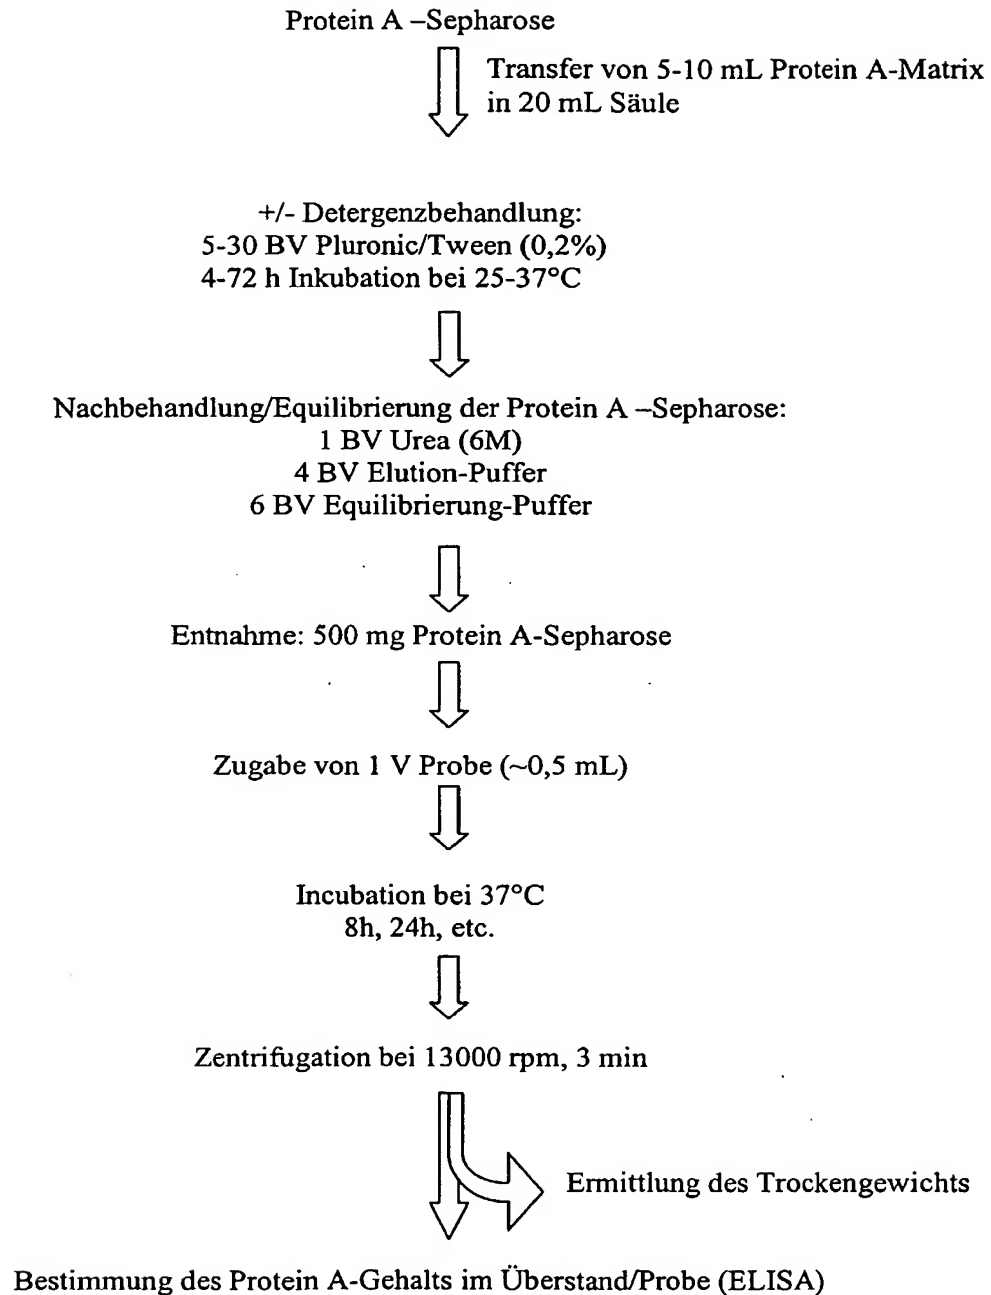 Protein A –Sepharose
Transfer von 5-10 mL Protein A-Matrix
in 20 mL Säule
+/- Detergenzbehandlung:
5-30 BV Pluronic/Tween (0,2%)
4-72 h Inkubation bei 25-37°C
Nachbehandlung/Equilibrierung der Protein A –Sepharose:
1 BV Urea (6M)
4 BV Elution-Puffer
6 BV Equilibrierung-Puffer
Entnahme: 500 mg Protein A-Sepharose
Zugabe von 1 V Probe (~0,5 mL)
Incubation bei 37°C
8h, 24h, etc.
Zentrifugation bei 13000 rpm, 3 min
Ermittlung des Trockengewichts
Bestimmung des Protein A-Gehalts im Überstand/Probe (ELISA)